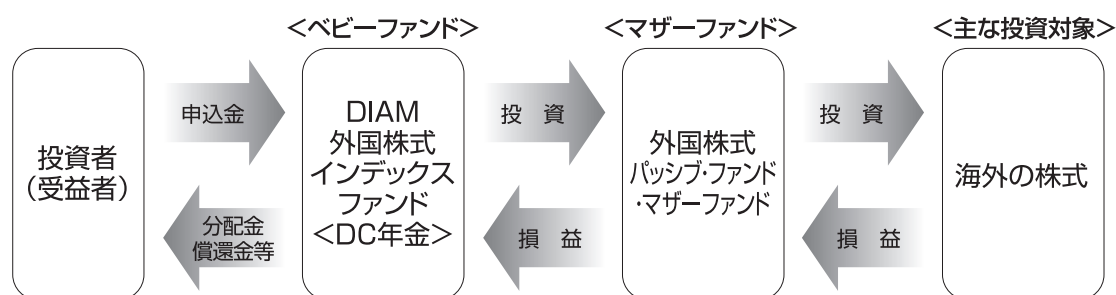 ＜ベビーファンド＞
＜マザーファンド＞
＜主な投資対象＞
投資者
（受益者）
申込金
分配金
償還金等
DIAM
外国株式
インデックス
ファンド
＜DC年金＞
投　資
損　益
外国株式
パッシブ・ファンド
・マザーファンド
投　資
損　益
海外の株式